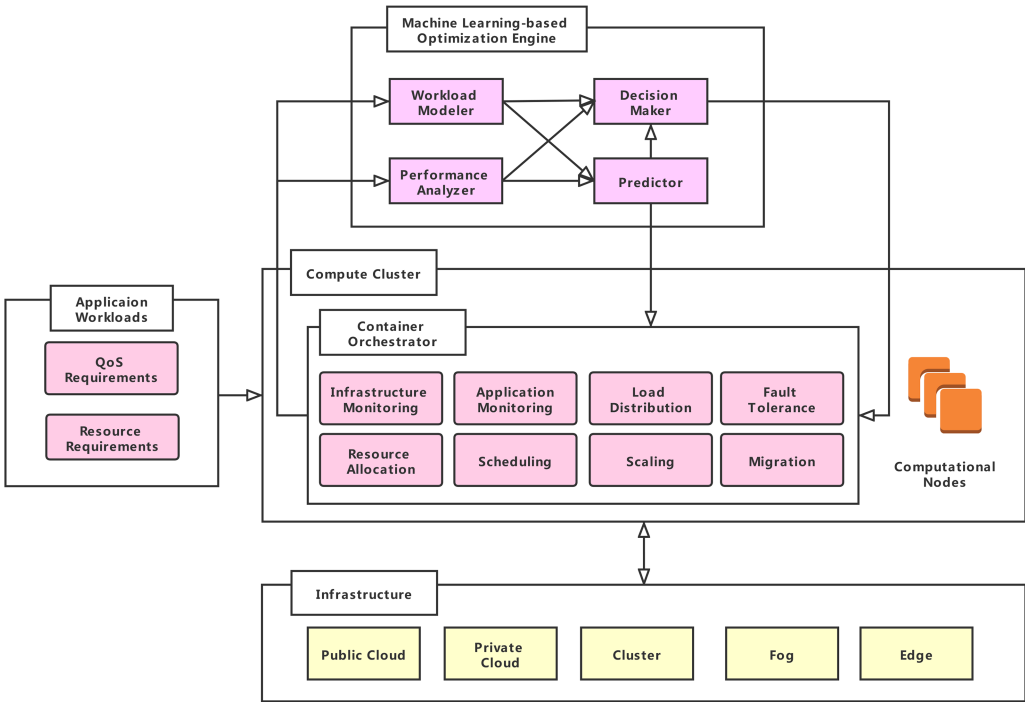 Machine Learning-based
Optimization Engine
Workload
Modeler
Decision
Maker
Performance
Analyzer
Predictor
Compute Cluster
Applicaion
Workloads
QoS
Requirements
Resource
Requirements
Container
Orchestrator
Infrastructure
Monitoring
Application
Monitoring
Load
Distribution
Fault
Tolerance
Resource
Allocation
Scheduling
Scaling
Migration
Computational
Nodes
Infrastructure
Public Cloud
Private
Cloud
Cluster
Fog
Edge